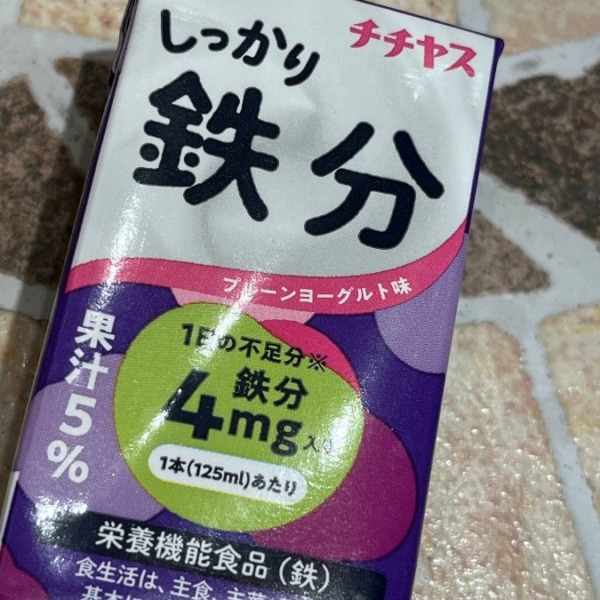 チチヤス
しっかり
鉄分
プルーンヨーグルト味
果汁5%
1日の不足分※
鉄分
4mg入り
1本(125ml)あたり
栄養機能食品(鉄)
食生活は、主食、主菜